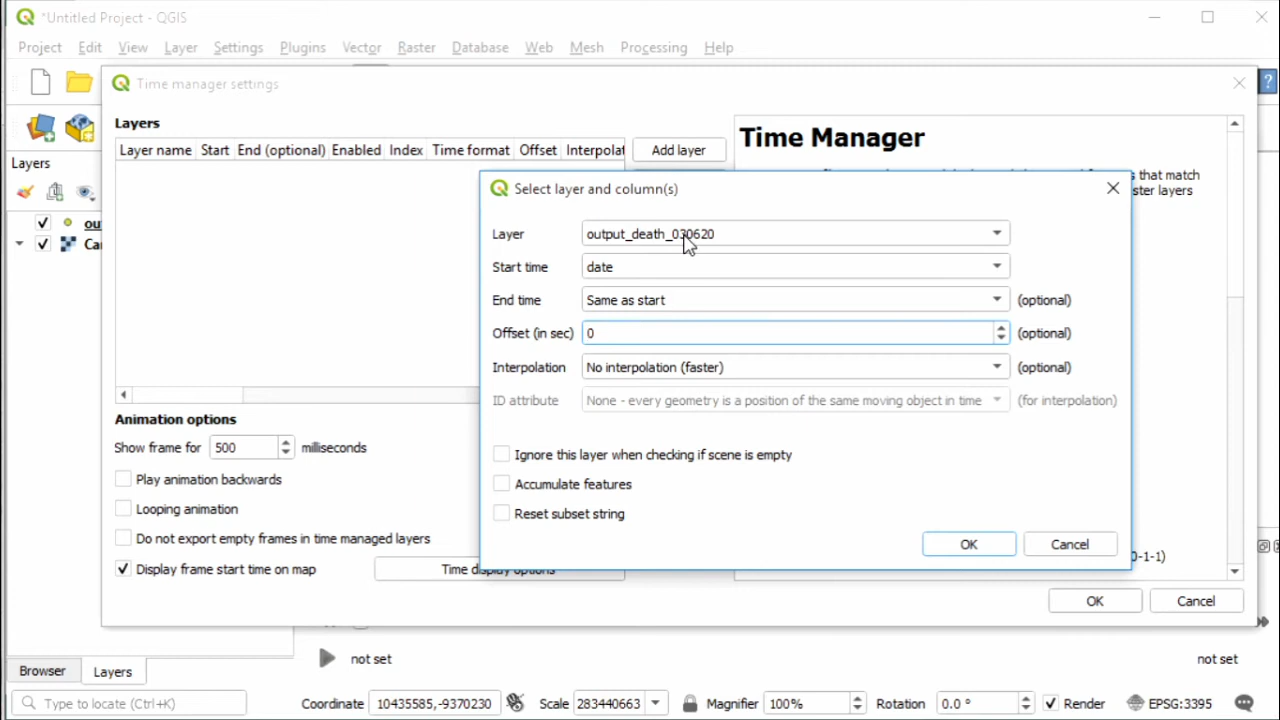 *Untitled Project - QGIS
Project Edit View Layer Settings Plugins Vector Raster Database Web Mesh Processing Help
Time manager settings
Layers
Layer name Start End (optional) Enabled Index Time format Offset Interpolat
Add layer
Time Manager
that match
ster layers
Layers
ou
Ca
Select layer and column(s)
Layer output_death_030620
Start time date
End time Same as start (optional)
Offset (in sec) 0 (optional)
Interpolation No interpolation (faster) (optional)
ID attribute None - every geometry is a position of the same moving object in time (for interpolation)
Ignore this layer when checking if scene is empty
Accumulate features
Reset subset string
OK Cancel
Animation options
Show frame for 500 milliseconds
Play animation backwards
Looping animation
Do not export empty frames in time managed layers
Display frame start time on map
Time display options
0-1-1)
OK Cancel
not set not set
Browser Layers
Type to locate (Ctrl+K) Coordinate 10435585,-9370230 Scale 283440663 Magnifier 100% Rotation 0.0 ° Render EPSG:3395